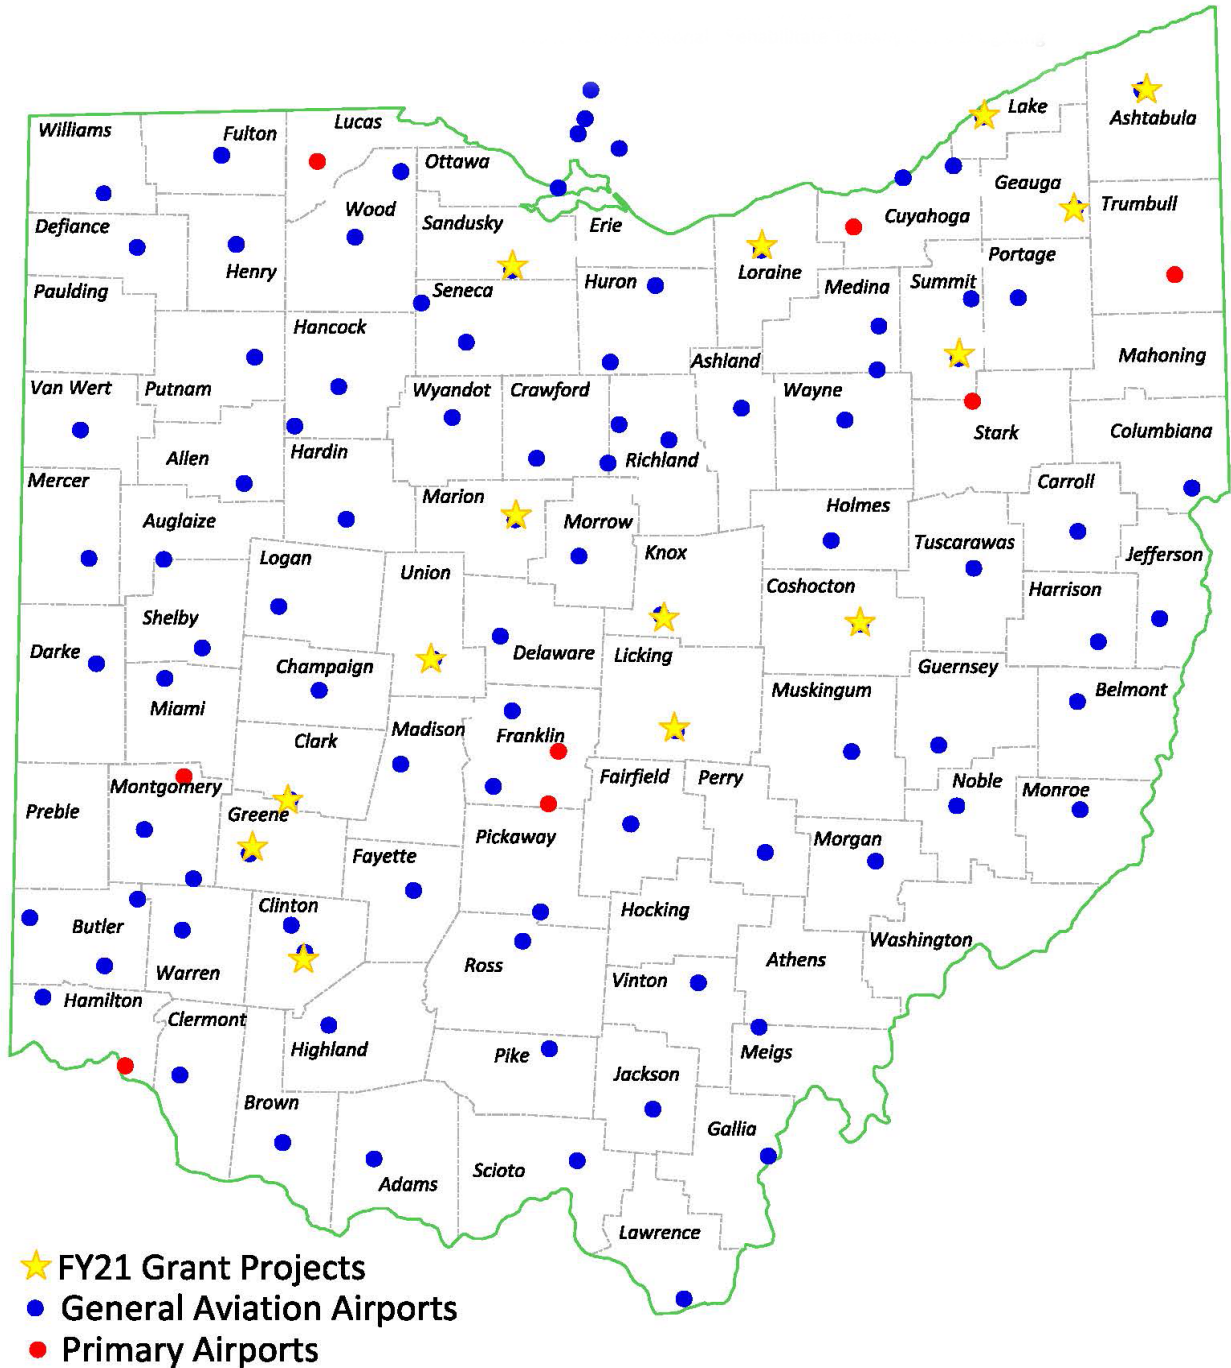 Lake
Ashtabula
Williams
Fulton
Lucas
Ottawa
Geauga
Trumbull
Wood
Cuyahoga
Defiance
Sandusky
Erie
Portage
Henry
Loraine
Paulding
Seneca
Huron
Medina
Summit
Hancock
Ashland
Mahoning
Van Wert
Putnam
Wyandot
Crawford
Wayne
Stark
Columbiana
Allen
Hardin
Richland
Mercer
Marion
Carroll
Auglaize
Morrow
Holmes
Tuscarawas
Jefferson
Logan
Union
Knox
Coshocton
Harrison
Shelby
Darke
Champaign
Delaware
Licking
Guernsey
Miami
Muskingum
Belmont
Clark
Madison
Franklin
Montgomery
Fairfield
Perry
Noble
Monroe
Preble
Greene
Pickaway
Morgan
Fayette
Clinton
Hocking
Butler
Washington
Warren
Ross
Vinton
Athens
Hamilton
Clermont
Highland
Pike
Meigs
Jackson
Brown
Gallia
Adams
Scioto
Lawrence
FY21 Grant Projects
General Aviation Airports
Primary Airports